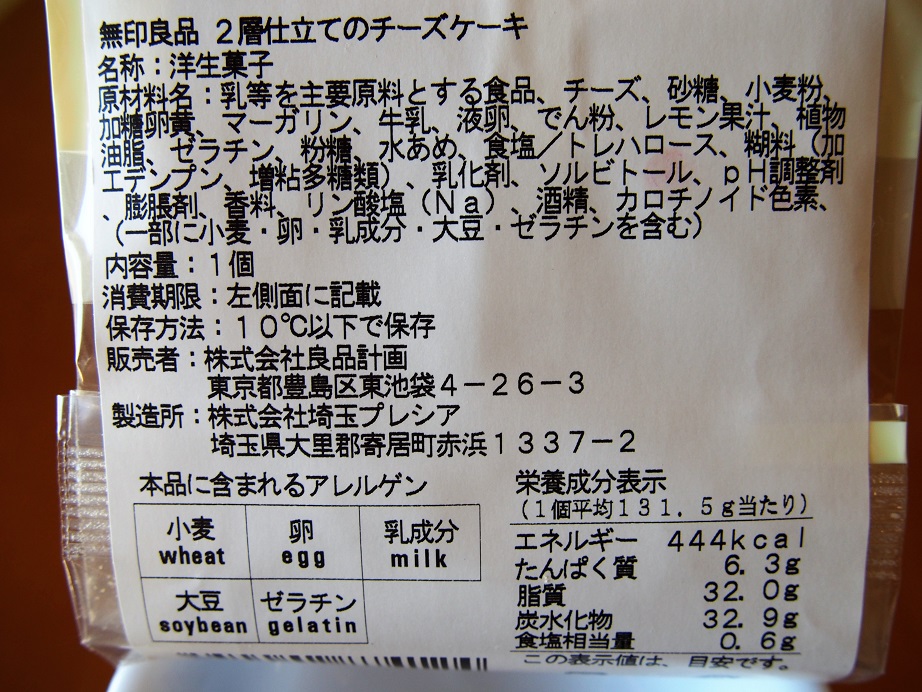 無印良品 2層仕立てのチーズケーキ
名称：洋生菓子
原材料名：乳等を主要原料とする食品、チーズ、砂糖、小麦粉、
加糖卵黄、マーガリン、牛乳、液卵、でん粉、レモン果汁、植物
油脂、ゼラチン、粉糖、水あめ、食塩／トレハロース、糊料（加
エデンプン、増粘多糖類）、乳化剤、ソルビトール、pH調整剤
、膨脹剤、香料、リン酸塩（Na）、酒精、カロチノイド色素、
（一部に小麦・卵・乳成分・大豆・ゼラチンを含む）
内容量：1個
消費期限：左側面に記載
保存方法：10℃以下で保存
販売者：株式会社良品計画
東京都豊島区東池袋4－26－3
製造所：株式会社埼玉プレシア
埼玉県大里郡寄居町赤浜1337－2
本品に含まれるアレルゲン
小麦 卵 乳成分
wheat egg milk
大豆 ゼラチン
soybean gelatin
栄養成分表示
（1個平均131.5g当たり）
エネルギー 444kcal
たんぱく質 6.3g
脂質 32.0g
炭水化物 32.9g
食塩相当量 0.6g
この表示値は、目安です。